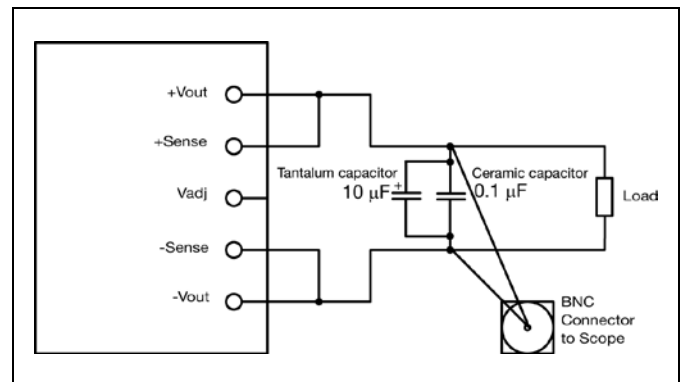 +Vout
+Sense
Vadj
-Sense
-Vout
Tantalum capacitor
10 µF
+
Ceramic capacitor
0.1 µF
Load
BNC
Connector
to Scope